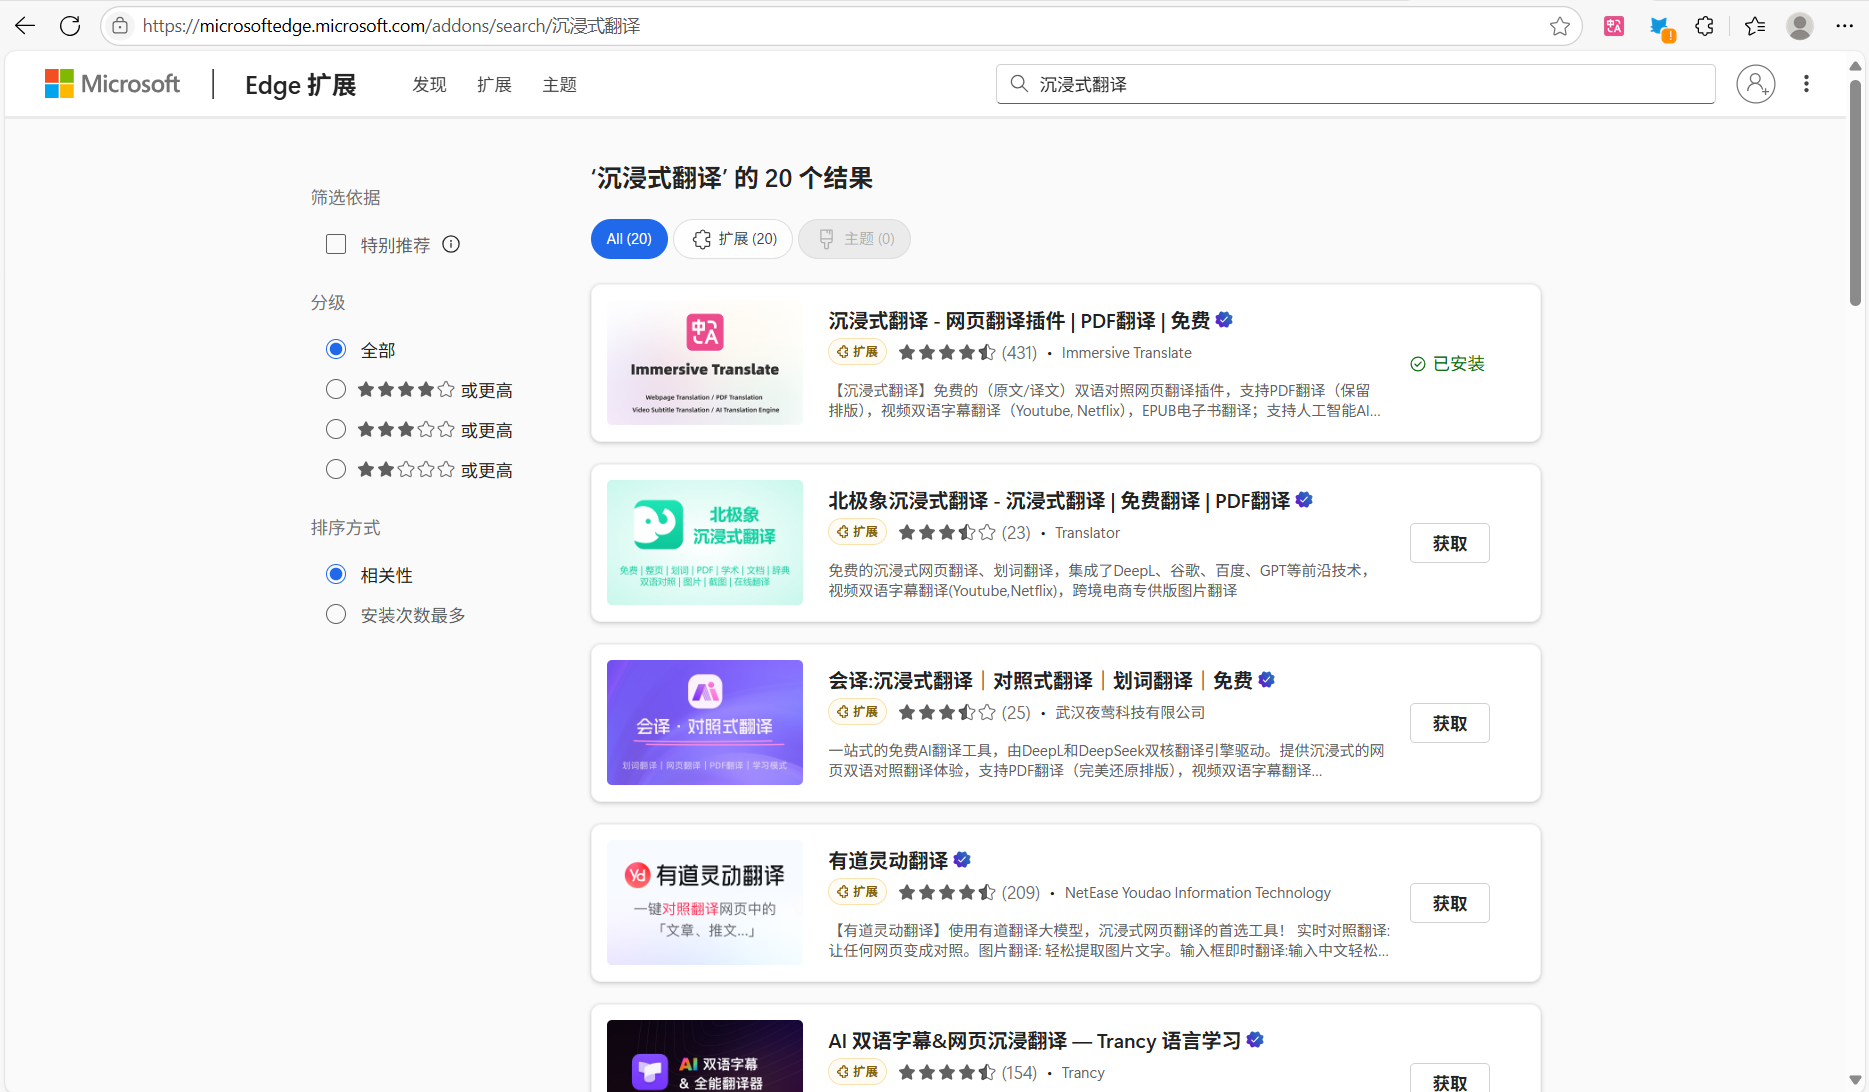 https://microsoftedge.microsoft.com/addons/search/沉浸式翻译
Microsoft
Edge 扩展
发现
扩展
主题
沉浸式翻译
筛选依据
特别推荐
分级
全部
或更高
或更高
或更高
排序方式
相关性
安装次数最多
‘沉浸式翻译’ 的 20 个结果
All (20)
扩展 (20)
主题 (0)
中A
Immersive Translate
Webpage Translation / PDF Translation
Video Subtitle Translation / AI Translation Engine
沉浸式翻译 - 网页翻译插件 | PDF翻译 | 免费
扩展 (431) • Immersive Translate
【沉浸式翻译】免费的（原文/译文）双语对照网页翻译插件，支持PDF翻译（保留
排版），视频双语字幕翻译（Youtube, Netflix），EPUB电子书翻译；支持人工智能AI...
已安装
北极象
沉浸式翻译
免费 | 整页 | 划词 | PDF | 学术 | 文档 | 辞典
双语对照 | 图片 | 截图 | 在线翻译
北极象沉浸式翻译 - 沉浸式翻译 | 免费翻译 | PDF翻译
扩展 (23) • Translator
免费的沉浸式网页翻译、划词翻译，集成了DeepL、谷歌、百度、GPT等前沿技术，
视频双语字幕翻译(Youtube,Netflix)，跨境电商专供版图片翻译
获取
会译 · 对照式翻译
划词翻译 | 网页翻译 | PDF翻译 | 学习模式
会译:沉浸式翻译｜对照式翻译｜划词翻译｜免费
扩展 (25) • 武汉夜莺科技有限公司
一站式的免费AI翻译工具，由DeepL和DeepSeek双核翻译引擎驱动。提供沉浸式的网
页双语对照翻译体验，支持PDF翻译（完美还原排版），视频双语字幕翻译...
获取
Yd 有道灵动翻译
一键对照翻译网页中的
「文章、推文...」
有道灵动翻译
扩展 (209) • NetEase Youdao Information Technology
【有道灵动翻译】使用有道翻译大模型，沉浸式网页翻译的首选工具！ 实时对照翻译:
让任何网页变成对照。图片翻译: 轻松提取图片文字。输入框即时翻译:输入中文轻松...
获取
AI 双语字幕
& 全能翻译器
AI 双语字幕&网页沉浸翻译 — Trancy 语言学习
扩展 (154) • Trancy
获取